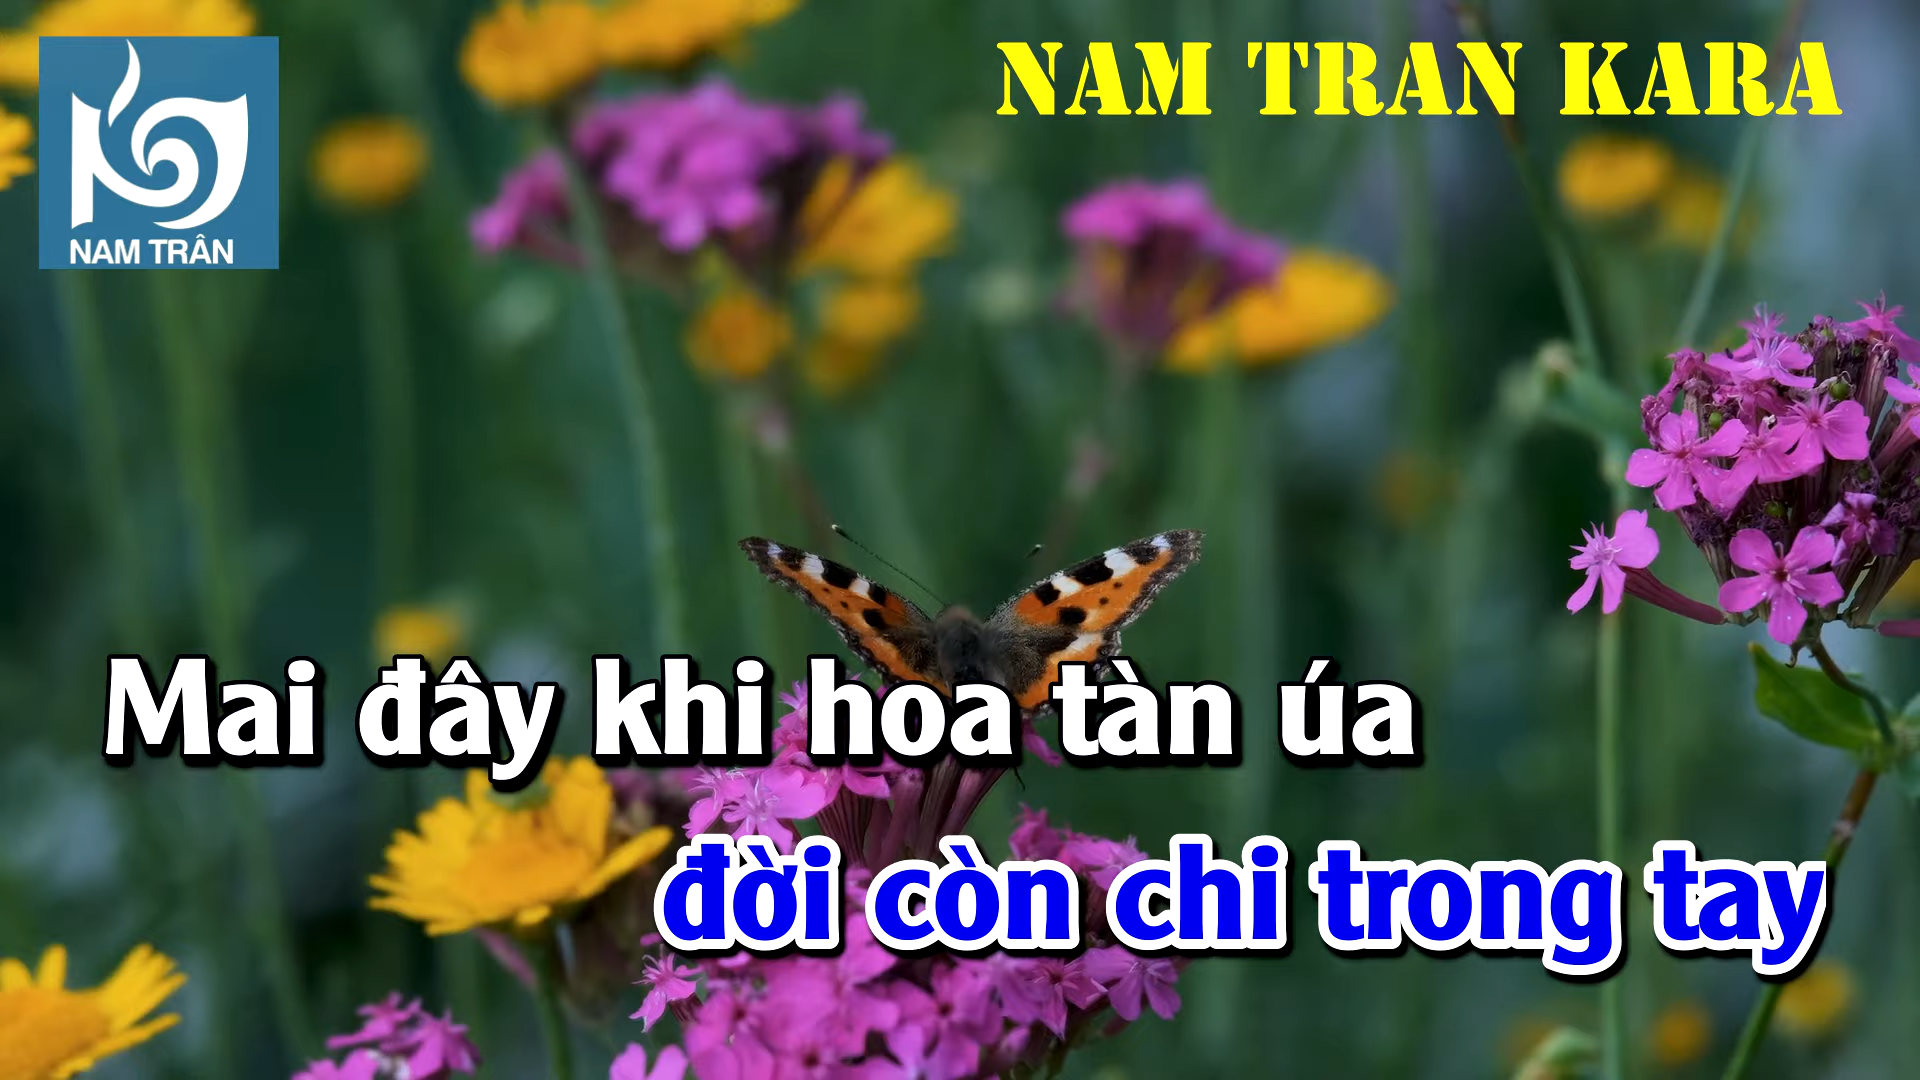 NAM TRAN KARA
NAM TRÂN
Mai đây khi hoa tàn úa
đời còn chi trong tay